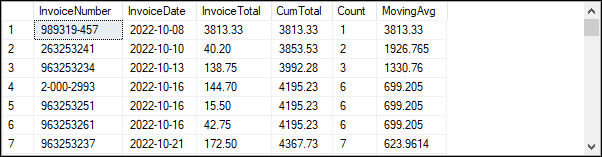 InvoiceNumber InvoiceDate InvoiceTotal CumTotal Count MovingAvg
1 989319-457 2022-10-08 3813.33 3813.33 1 3813.33
2 263253241 2022-10-10 40.20 3853.53 2 1926.765
3 963253234 2022-10-13 138.75 3992.28 3 1330.76
4 2-000-2993 2022-10-16 144.70 4195.23 6 699.205
5 963253251 2022-10-16 15.50 4195.23 6 699.205
6 963253261 2022-10-16 42.75 4195.23 6 699.205
7 963253237 2022-10-21 172.50 4367.73 7 623.9614